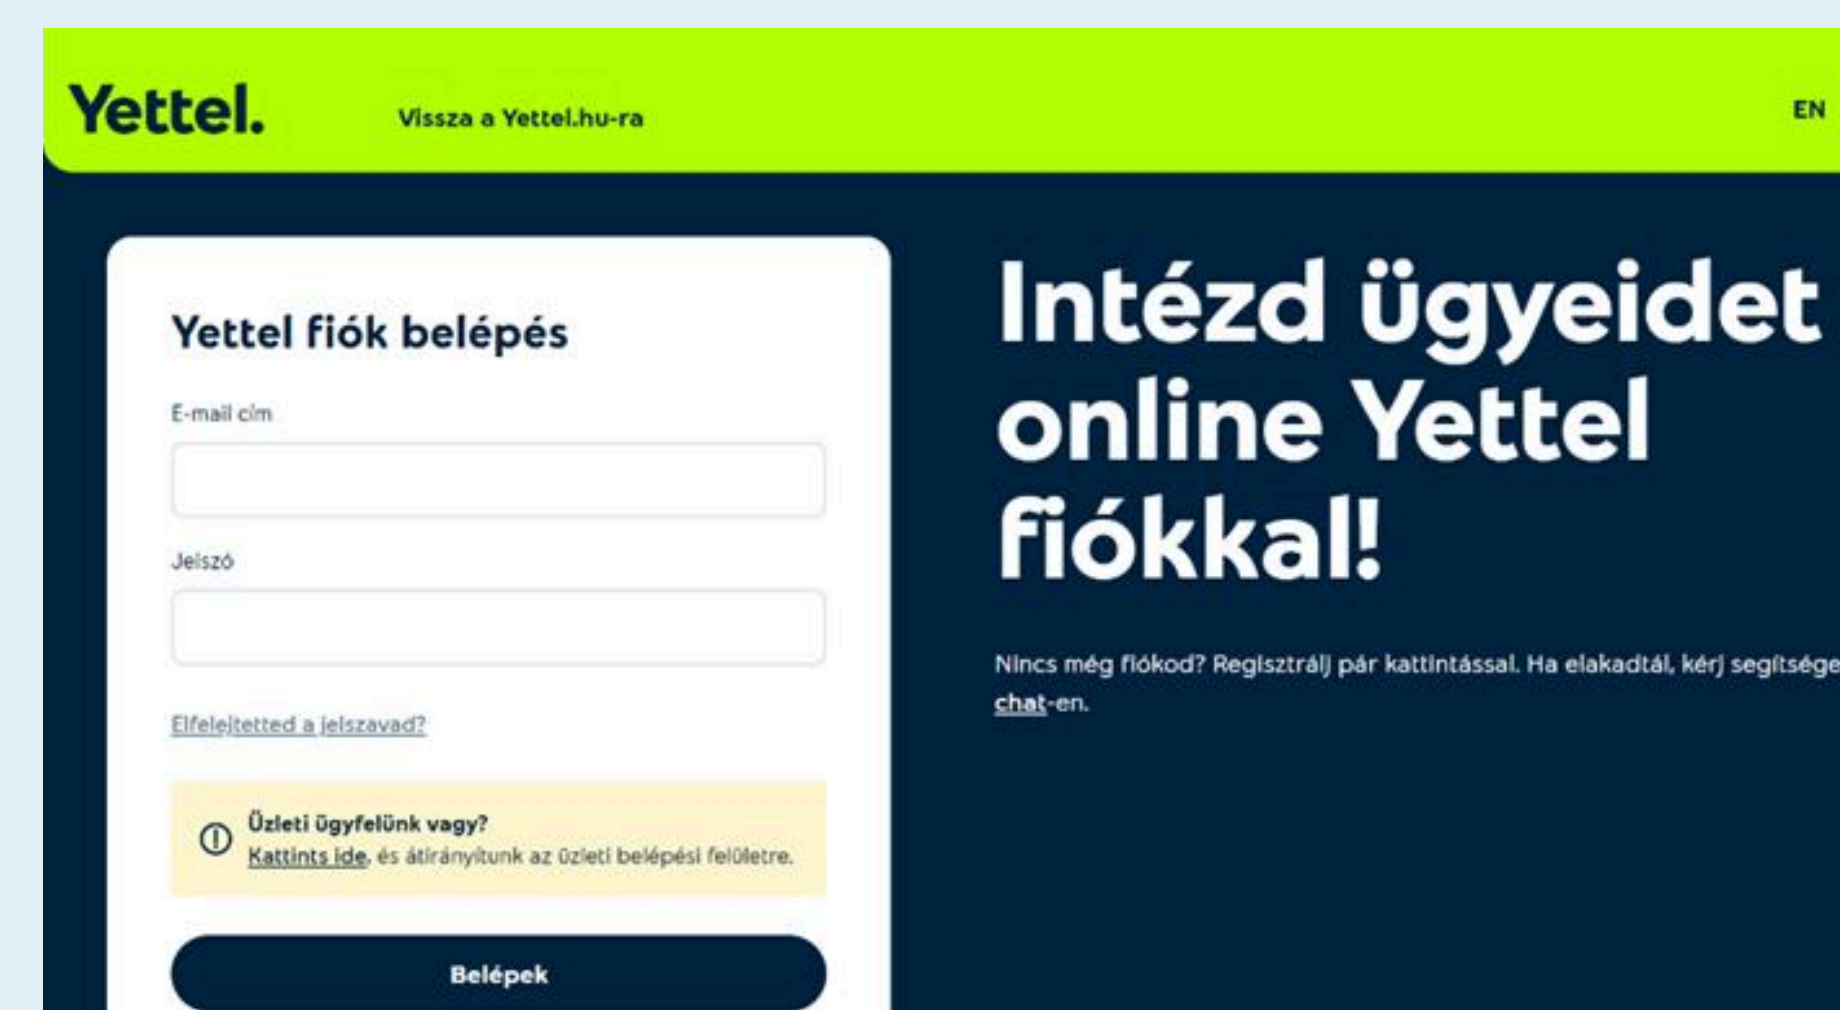 Yettel.
Vissza a Yettel.hu-ra
EN
Yettel fiók belépés
E-mail cím
Jelszó
Elfelejtetted a jelszavad?
Üzleti ügyfelünk vagy?
Kattints ide, és átirányítunk az üzleti belépési felületre.
Belépek
Intézd ügyeidet
online Yettel
fiókkal!
Nincs még fiókod? Regisztrálj pár kattintással. Ha elakadtál, kérj segítsége
chat-en.